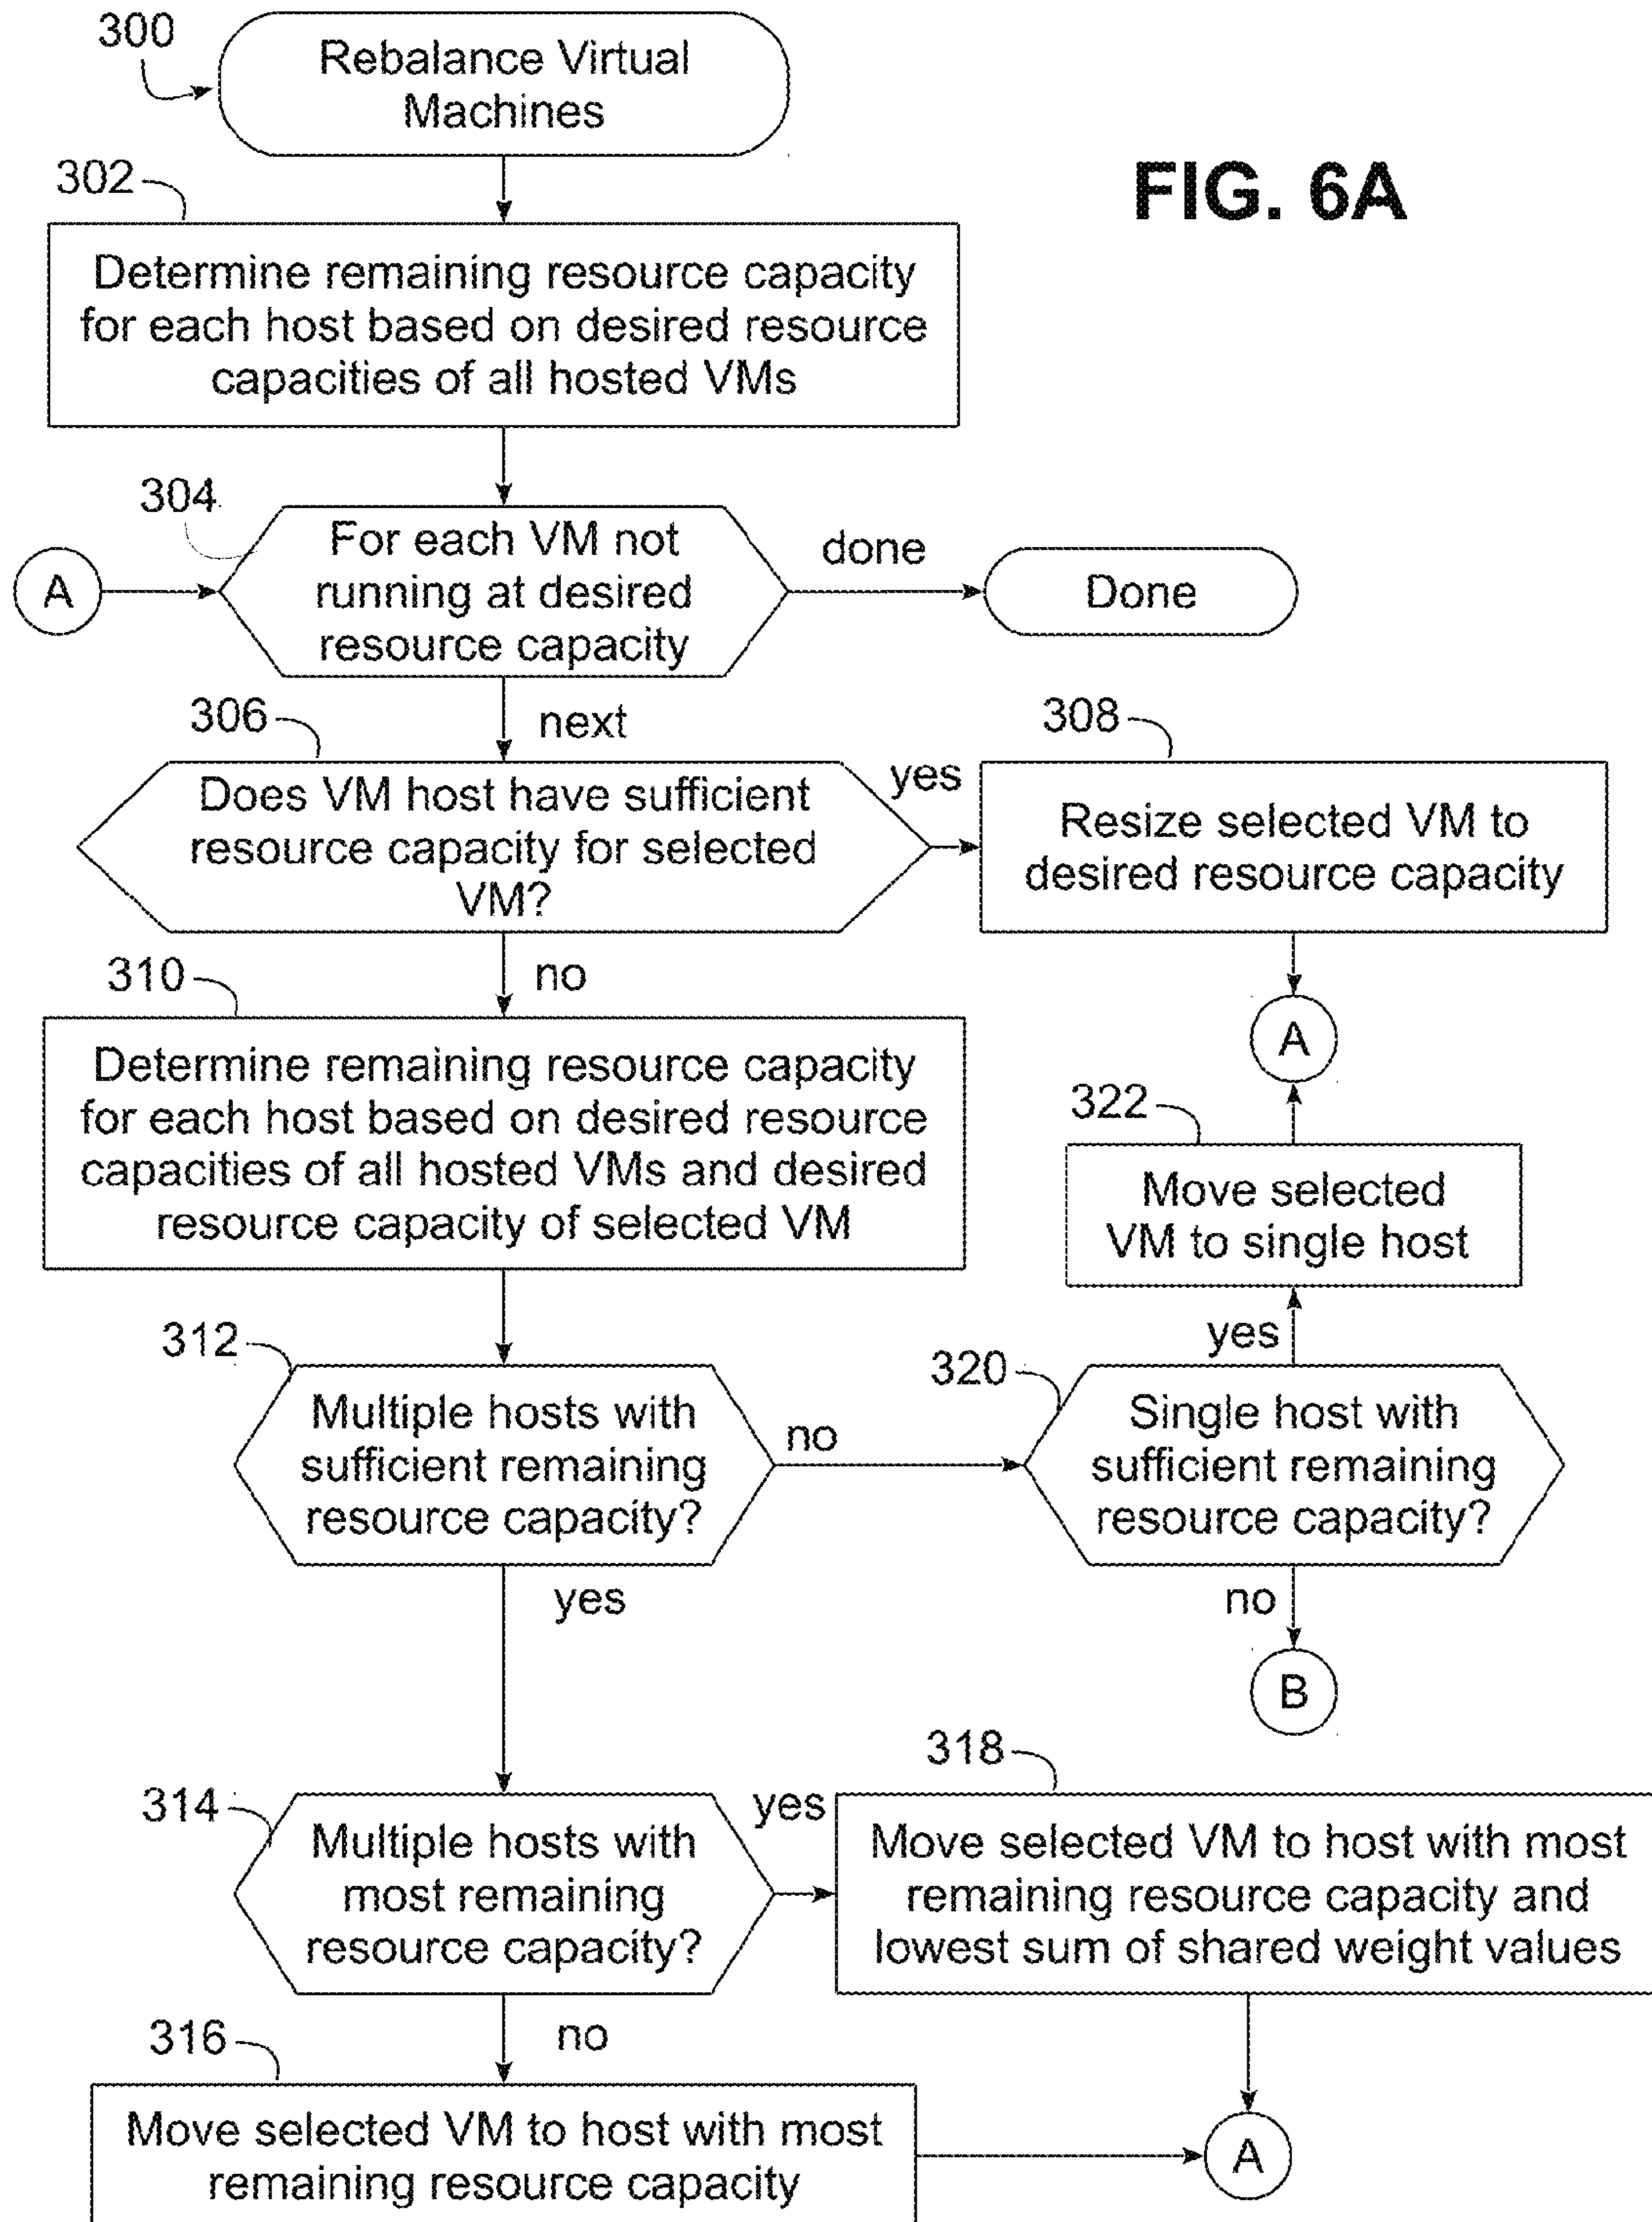 300
Rebalance Virtual
Machines
FIG. 6A
302
Determine remaining resource capacity
for each host based on desired resource
capacities of all hosted VMs
304
A
For each VM not
running at desired
resource capacity
done
Done
next
306
Does VM host have sufficient
resource capacity for selected
VM?
yes
308
Resize selected VM to
desired resource capacity
A
no
310
Determine remaining resource capacity
for each host based on desired resource
capacities of all hosted VMs and desired
resource capacity of selected VM
322
Move selected
VM to single host
yes
312
Multiple hosts with
sufficient remaining
resource capacity?
no
320
Single host with
sufficient remaining
resource capacity?
no
B
yes
314
Multiple hosts with
most remaining
resource capacity?
yes
318
Move selected VM to host with most
remaining resource capacity and
lowest sum of shared weight values
no
316
Move selected VM to host with most
remaining resource capacity
A